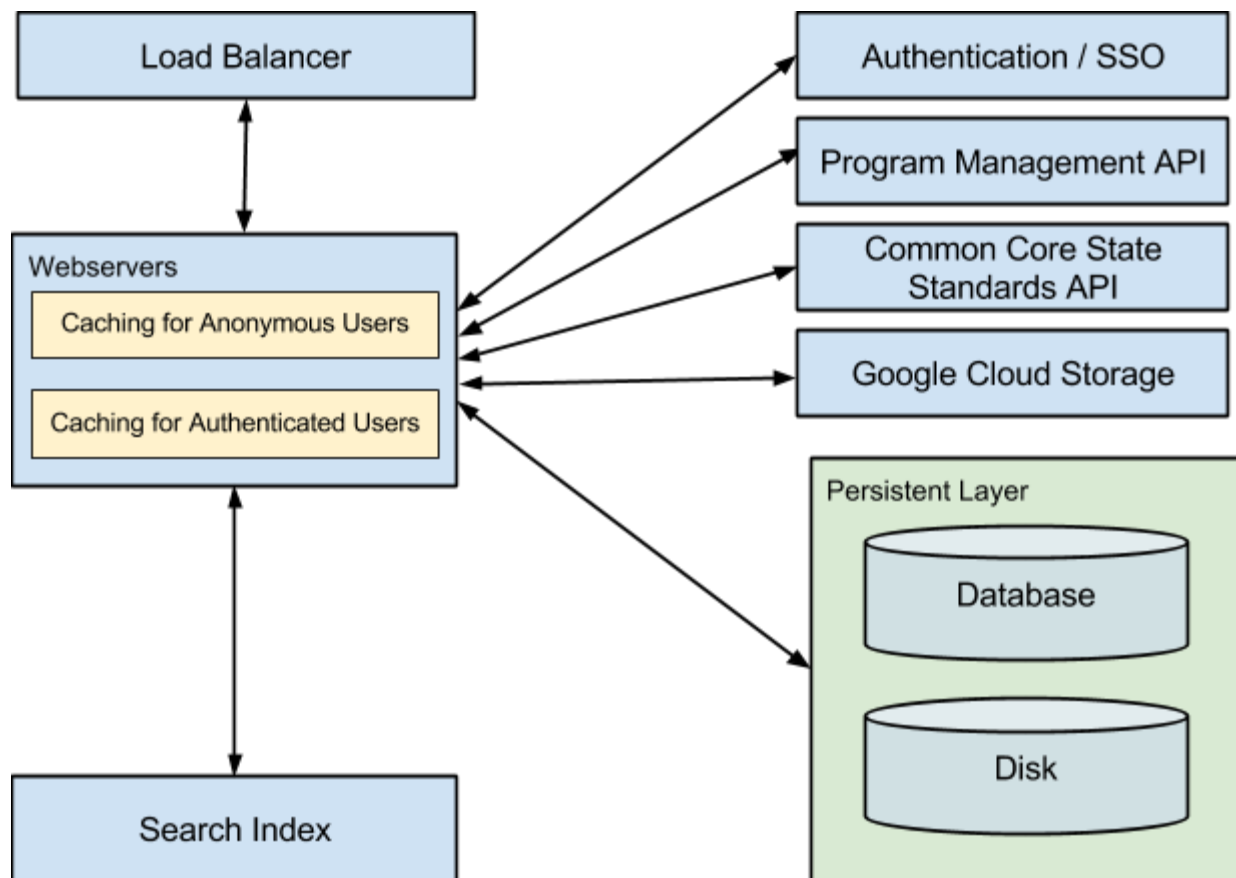 Load Balancer
Authentication / SSO
Program Management API
Common Core State
Standards API
Google Cloud Storage
Webservers
Caching for Anonymous Users
Caching for Authenticated Users
Persistent Layer
Database
Disk
Search Index